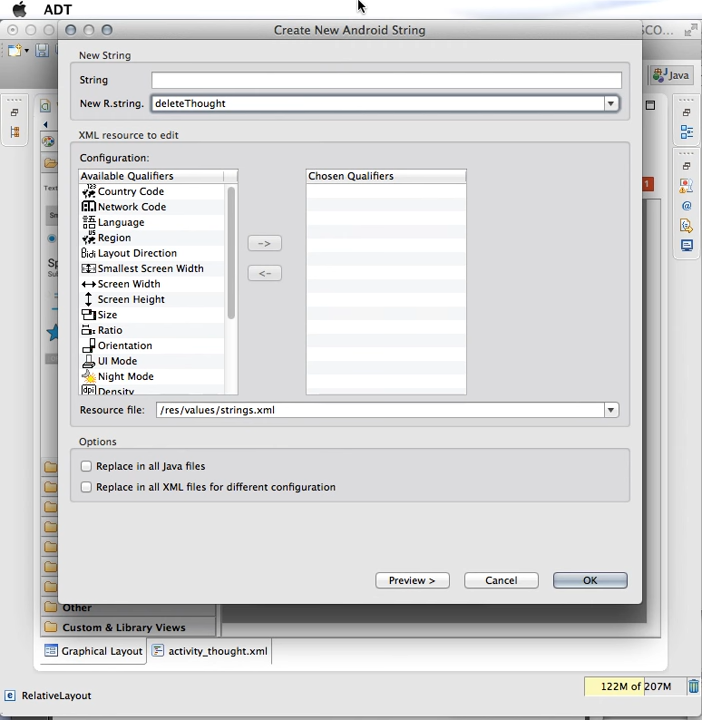 ADT
Create New Android String
SCO...
New String
String
New R.string. deleteThought
Java
XML resource to edit
Configuration:
Available Qualifiers
Chosen Qualifiers
Country Code
Network Code
Language
Region
Layout Direction
Smallest Screen Width
Screen Width
Screen Height
Size
Ratio
Orientation
UI Mode
Night Mode
Density
->
<-
1
Resource file: /res/values/strings.xml
Options
Replace in all Java files
Replace in all XML files for different configuration
Preview >
Cancel
OK
Other
Custom & Library Views
Graphical Layout
activity_thought.xml
122M of 207M
RelativeLayout